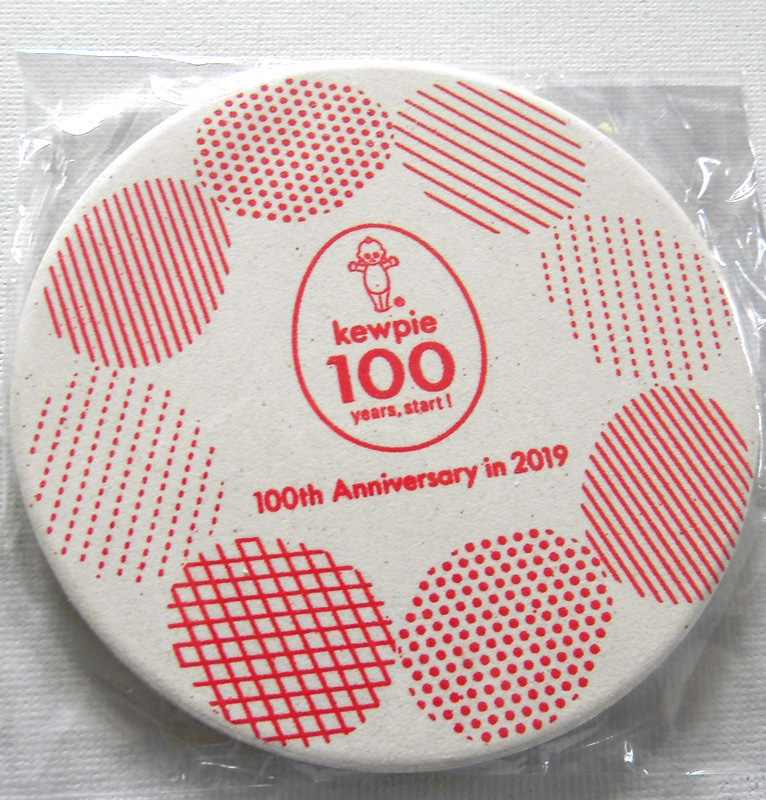 kewpie
100
years, start!
100th Anniversary in 2019